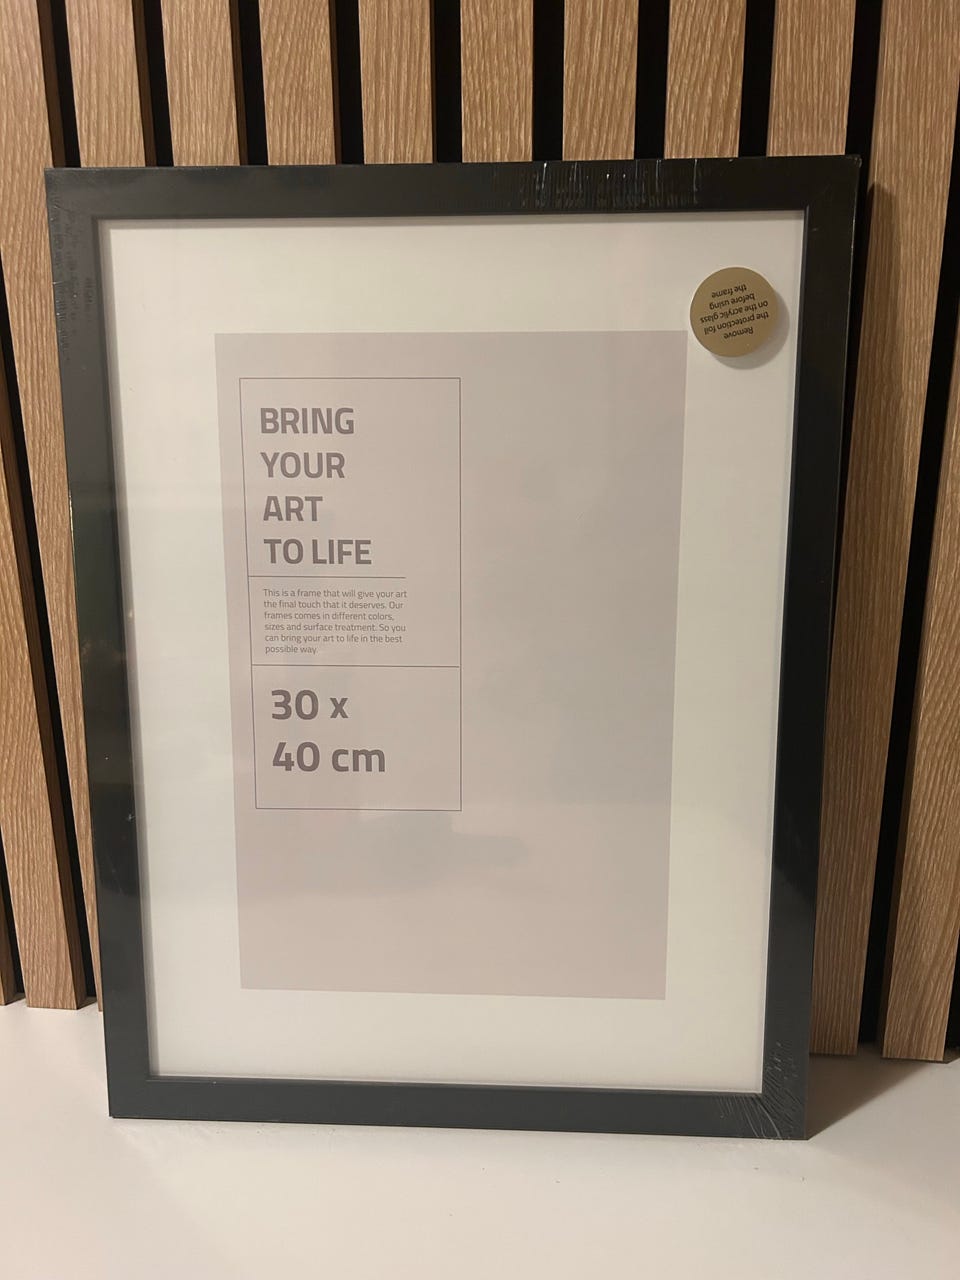 Remove
the protection foil
on the acrylic glass
before using
the frame
BRING
YOUR
ART
TO LIFE
This is a frame that will give your art
the final touch that it deserves. Our
frames comes in different colors,
sizes and surface treatment. So you
can bring your art to life in the best
possible way.
30 x
40 cm